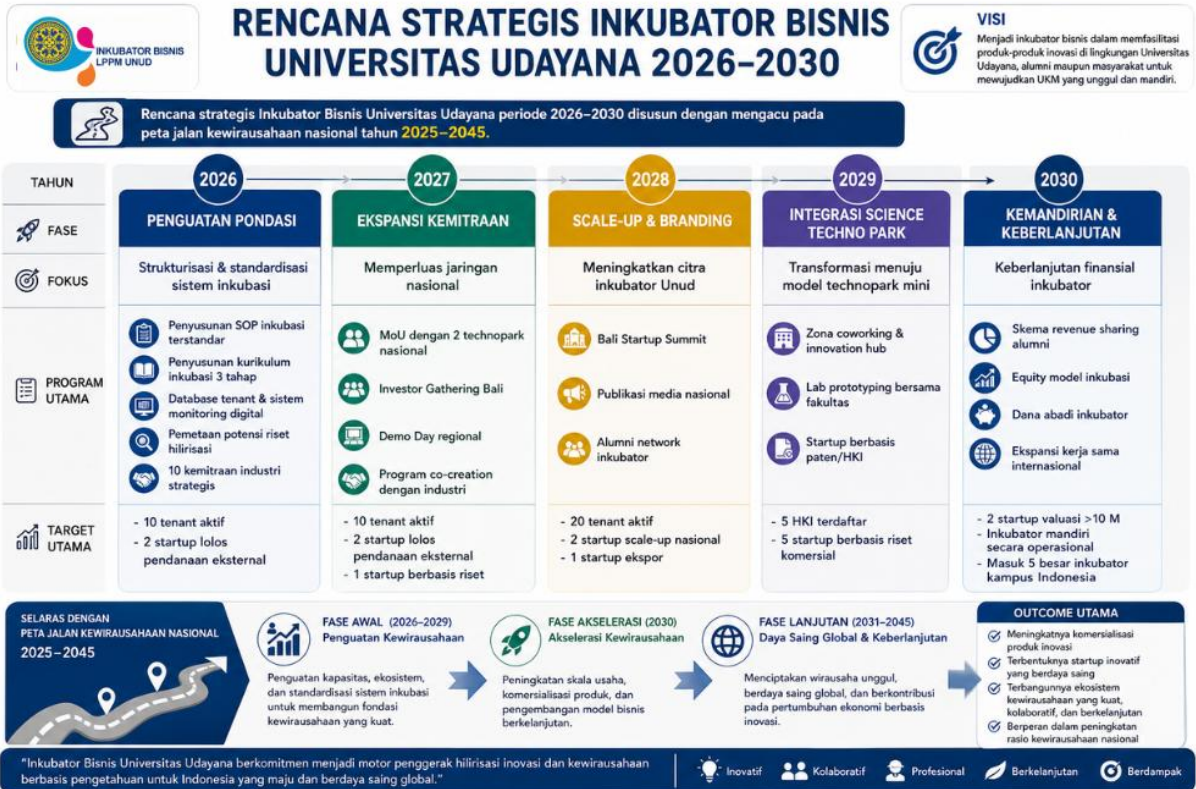 INKUBATOR BISNIS
LPPM UNUD
RENCANA STRATEGIS INKUBATOR BISNIS
UNIVERSITAS UDAYANA 2026–2030
VISI
Menjadi inkubator bisnis dalam memfasilitasi
produk-produk inovasi di lingkungan Universitas
Udayana, alumni maupun masyarakat untuk
mewujudkan UKM yang unggul dan mandiri.
Rencana strategis Inkubator Bisnis Universitas Udayana periode 2026–2030 disusun dengan mengacu pada
peta jalan kewirausahaan nasional tahun 2025–2045.
TAHUN
2026
2027
2028
2029
2030
FASE
PENGUATAN PONDASI
EKSPANSI KEMITRAAN
SCALE-UP & BRANDING
INTEGRASI SCIENCE
TECHNO PARK
KEMANDIRIAN &
KEBERLANJUTAN
FOKUS
Strukturisasi & standardisasi
sistem inkubasi
Memperluas jaringan
nasional
Meningkatkan citra
inkubator Unud
Transformasi menuju
model technopark mini
Keberlanjutan finansial
inkubator
PROGRAM
UTAMA
Penyusunan SOP inkubasi
terstandar
Penyusunan kurikulum
inkubasi 3 tahap
Database tenant & sistem
monitoring digital
Pemetaan potensi riset
hilirisasi
10 kemitraan industri
strategis
MoU dengan 2 technopark
nasional
Investor Gathering Bali
Demo Day regional
Program co-creation
dengan industri
Bali Startup Summit
Publikasi media nasional
Alumni network
inkubator
Zona coworking &
innovation hub
Lab prototyping bersama
fakultas
Startup berbasis
paten/HKI
Skema revenue sharing
alumni
Equity model inkubasi
Dana abadi inkubator
Ekspansi kerja sama
internasional
TARGET
UTAMA
- 10 tenant aktif
- 2 startup lolos
pendanaan eksternal
- 10 tenant aktif
- 2 startup lolos
pendanaan eksternal
- 1 startup berbasis riset
- 20 tenant aktif
- 2 startup scale-up nasional
- 1 startup ekspor
- 5 HKI terdaftar
- 5 startup berbasis riset
komersial
- 2 startup valuasi >10 M
- Inkubator mandiri
secara operasional
- Masuk 5 besar inkubator
kampus Indonesia
SELARAS DENGAN
PETA JALAN KEWIRAUSAHAAN NASIONAL
2025–2045
FASE AWAL (2026–2029)
Penguatan Kewirausahaan
Penguatan kapasitas, ekosistem,
dan standardisasi sistem inkubasi
untuk membangun fondasi
kewirausahaan yang kuat.
FASE AKSELERASI (2030)
Akselerasi Kewirausahaan
Peningkatan skala usaha,
komersialisasi produk, dan
pengembangan model bisnis
berkelanjutan.
FASE LANJUTAN (2031–2045)
Daya Saing Global & Keberlanjutan
Menciptakan wirausaha unggul,
berdaya saing global, dan berkontribusi
pada pertumbuhan ekonomi berbasis
inovasi.
OUTCOME UTAMA
Meningkatnya komersialisasi
produk inovasi
Terbentuknya startup inovatif
yang berdaya saing
Terbangunnya ekosistem
kewirausahaan yang kuat,
kolaboratif, dan berkelanjutan
Berperan dalam peningkatan
rasio kewirausahaan nasional
"Inkubator Bisnis Universitas Udayana berkomitmen menjadi motor penggerak hilirisasi inovasi dan kewirausahaan
berbasis pengetahuan untuk Indonesia yang maju dan berdaya saing global."
Inovatif
Kolaboratif
Profesional
Berkelanjutan
Berdampak